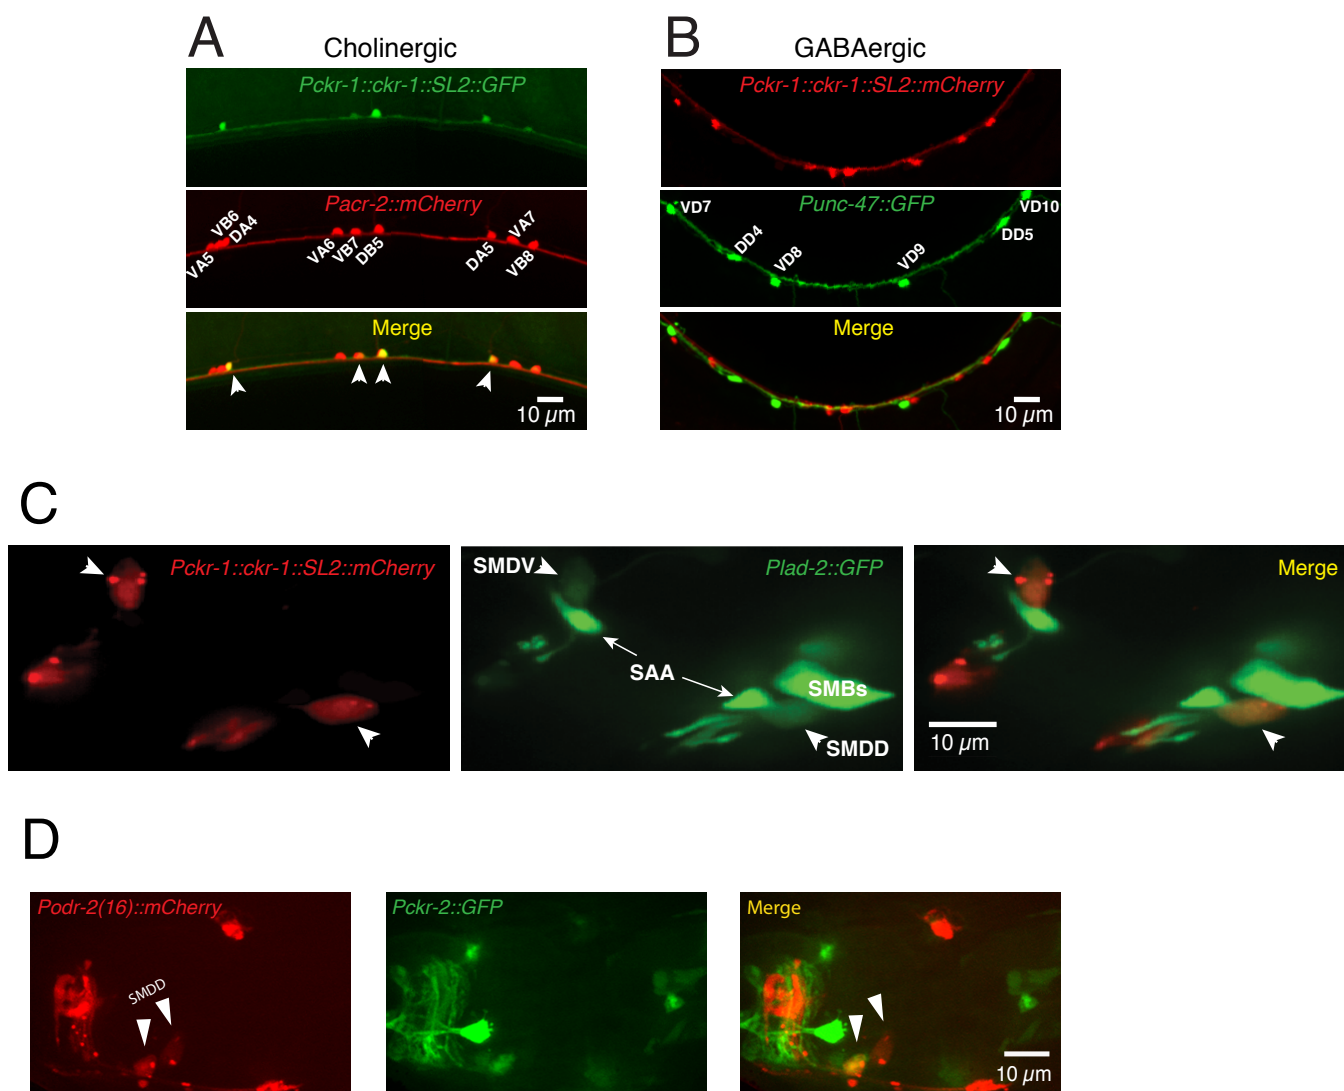 A
Cholinergic
Pckr-1::ckr-1::SL2::GFP
Pacr-2::mCherry
VB6
DA4
VA5
VA6
VB7
DB5
DA5
VA7
VB8
Merge
10 µm
B
GABAergic
Pckr-1::ckr-1::SL2::mCherry
Punc-47::GFP
VD7
DD4
VD8
VD9
VD10
DD5
Merge
10 µm
C
Pckr-1::ckr-1::SL2::mCherry
SMDV
Plad-2::GFP
SAA
SMBs
SMDD
Merge
10 µm
D
Podr-2(16)::mCherry
SMDD
Pckr-2::GFP
Merge
10 µm